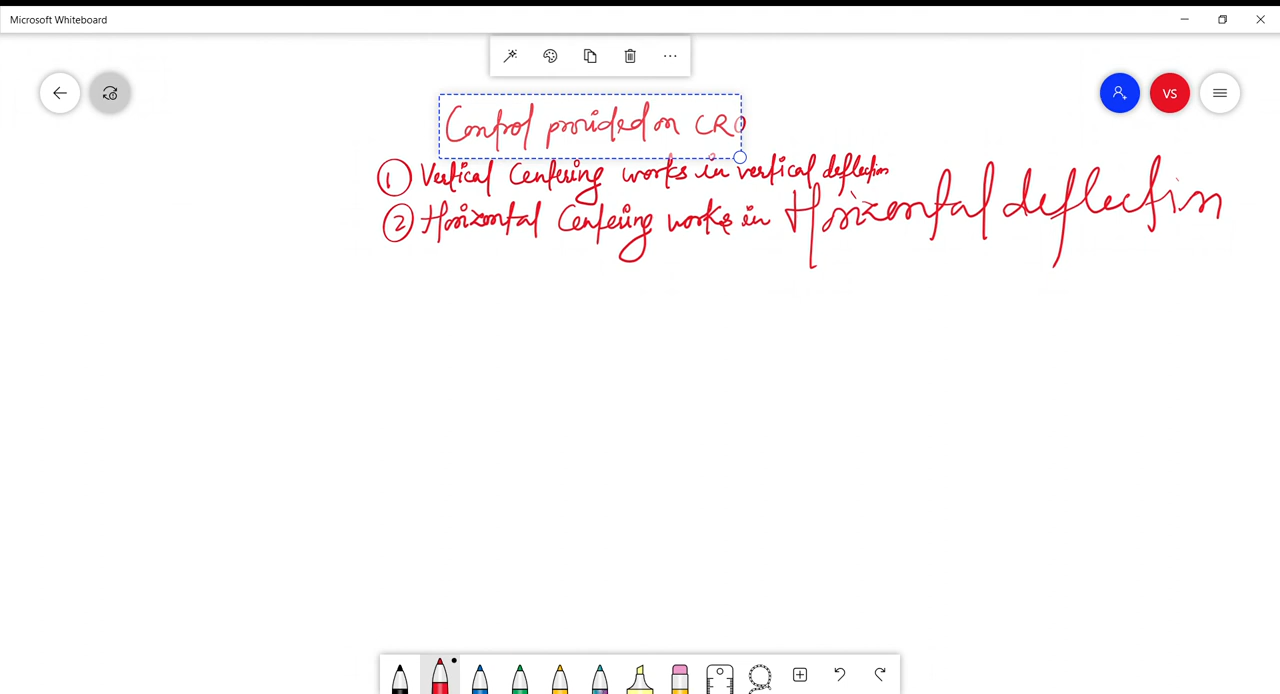 Microsoft Whiteboard
VS
Control provided on CRO
① Vertical Centering works in vertical deflection
② Horizontal Centering works in Horizontal deflection